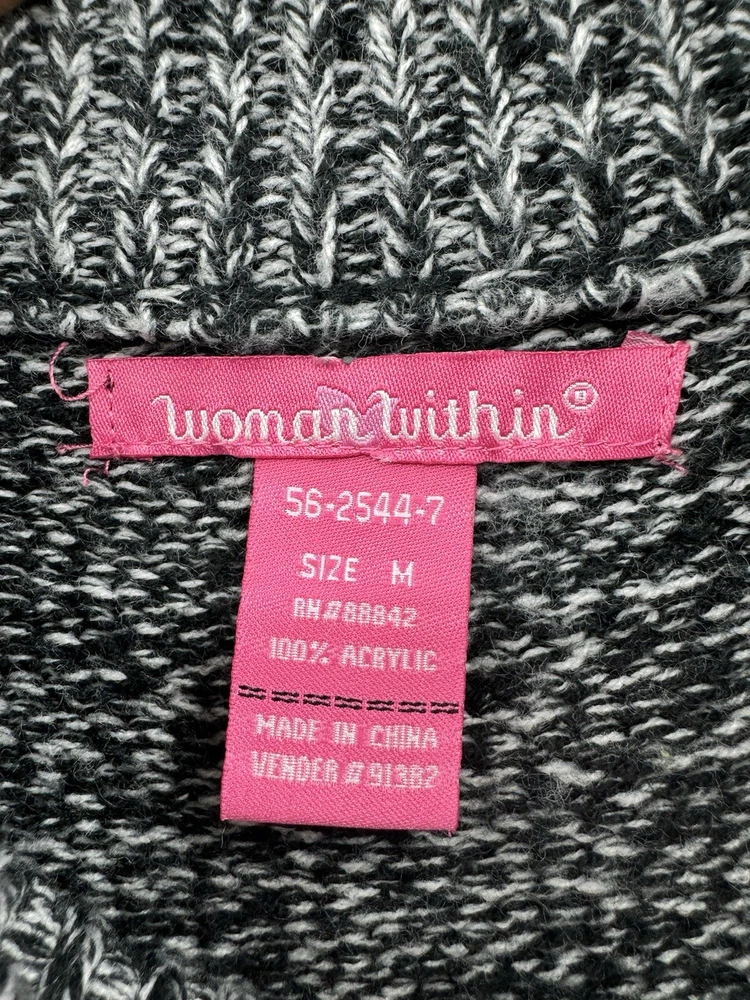 woman within®
56-2544-7
SIZE M
RN#88842
100% ACRYLIC
MADE IN CHINA
VENDER #91382